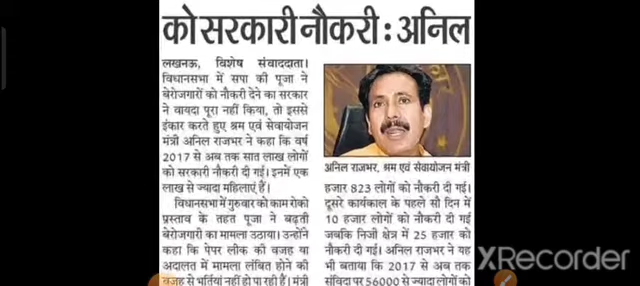 को सरकारी नौकरी : अनिल
लखनऊ, विशेष संवाददाता।
विधानसभा में सपा की पूजा ने
बेरोजगारों को नौकरी देने का सरकार
ने वायदा पूरा नहीं किया, तो इससे
ईंकार करते हुए श्रम एवं सेवायोजन
मंत्री अनिल राजभर ने कहा कि वर्ष
2017 से अब तक सात लाख लोगों
को सरकारी नौकरी दी गई। इनमें एक
लाख से ज्यादा महिलाएं हैं।
विधानसभा में गुरुवार को काम रोको
प्रस्ताव के तहत पूजा ने बढ़ती
बेरोजगारी का मामला उठाया। उन्होंने
कहा कि पेपर लीक की वजह या
अदालत में मामला लंबित होने की
वजह से भर्तियां नहीं हो पा रही हैं। मंत्री
अनिल राजभर, श्रम एवं सेवायोजन मंत्री
हजार 823 लोगों को नौकरी दी गई।
दूसरे कार्यकाल के पहले सौ दिन में
10 हजार लोगों को नौकरी दी गई
जबकि निजी क्षेत्र में 25 हजार को
नौकरी दी गई। अनिल राजभर ने यह
भी बताया कि 2017 से अब तक
संविदा पर 56000 से ज्यादा लोगों को
XRecorder